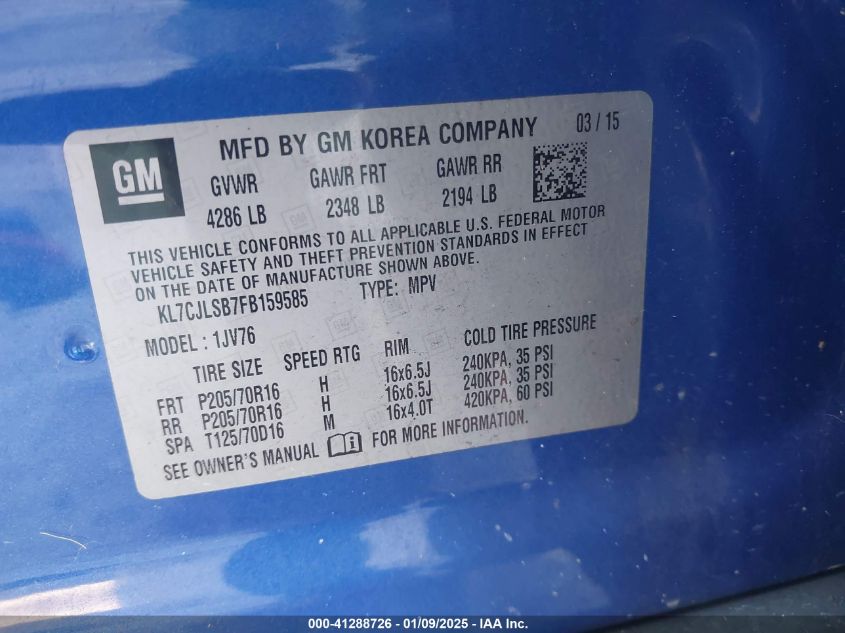 GM
MFD BY GM KOREA COMPANY 03 / 15
GVWR GAWR FRT GAWR RR
4286 LB 2348 LB 2194 LB
THIS VEHICLE CONFORMS TO ALL APPLICABLE U.S. FEDERAL MOTOR
VEHICLE SAFETY AND THEFT PREVENTION STANDARDS IN EFFECT
ON THE DATE OF MANUFACTURE SHOWN ABOVE.
KL7CJLSB7FB159585 TYPE: MPV
MODEL : 1JV76
TIRE SIZE SPEED RTG RIM COLD TIRE PRESSURE
FRT P205/70R16 H 16x6.5J 240KPA, 35 PSI
RR P205/70R16 H 16x6.5J 240KPA, 35 PSI
SPA T125/70D16 M 16x4.0T 420KPA, 60 PSI
SEE OWNER'S MANUAL FOR MORE INFORMATION.
000-41288726 - 01/09/2025 - IAA Inc.